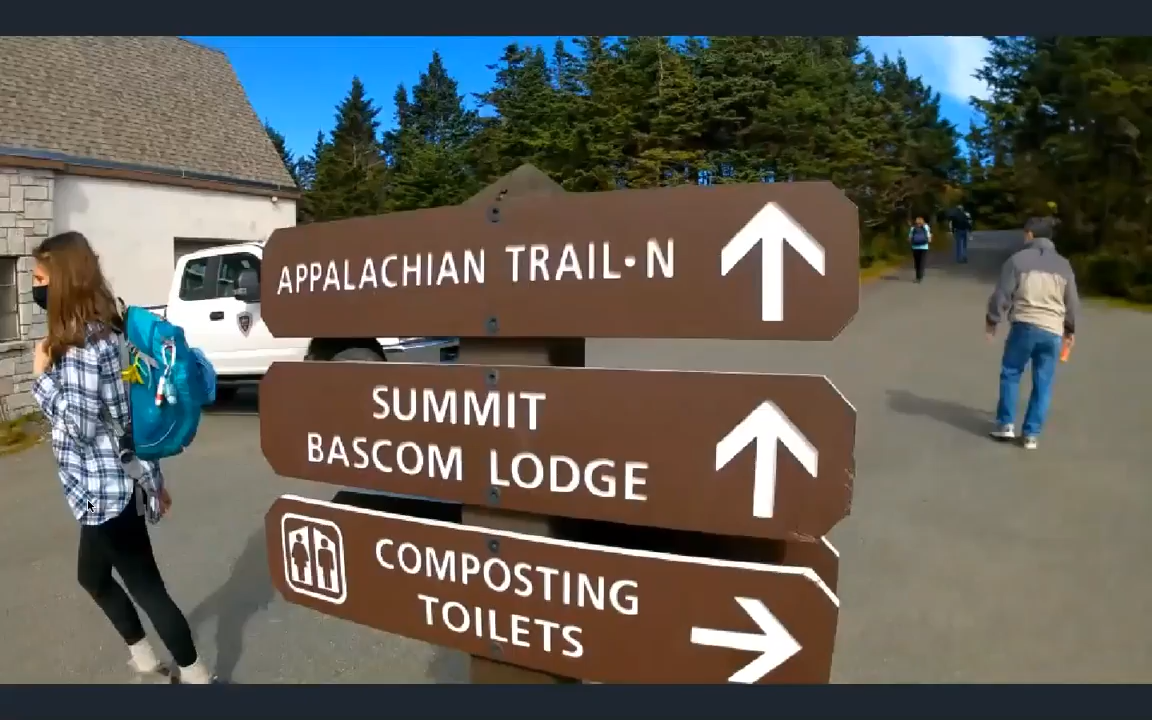 APPALACHIAN TRAIL•N
SUMMIT
BASCOM LODGE
COMPOSTING
TOILETS